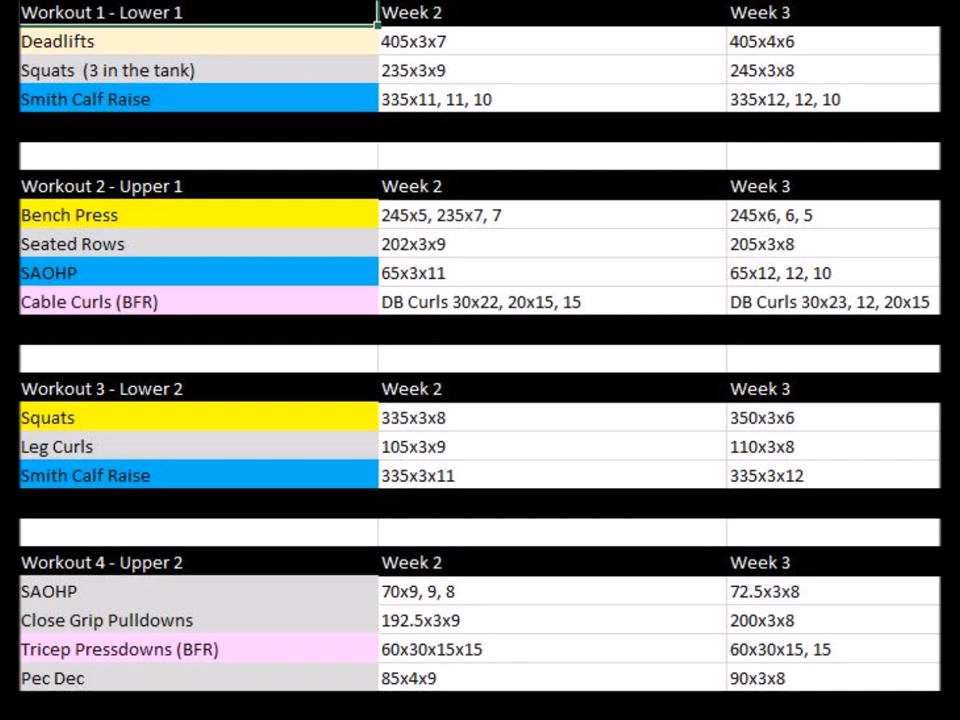 Workout 1 - Lower 1 Week 2 Week 3
Deadlifts 405x3x7 405x4x6
Squats (3 in the tank) 235x3x9 245x3x8
Smith Calf Raise 335x11, 11, 10 335x12, 12, 10
Workout 2 - Upper 1 Week 2 Week 3
Bench Press 245x5, 235x7, 7 245x6, 6, 5
Seated Rows 202x3x9 205x3x8
SAOHP 65x3x11 65x12, 12, 10
Cable Curls (BFR) DB Curls 30x22, 20x15, 15 DB Curls 30x23, 12, 20x15
Workout 3 - Lower 2 Week 2 Week 3
Squats 335x3x8 350x3x6
Leg Curls 105x3x9 110x3x8
Smith Calf Raise 335x3x11 335x3x12
Workout 4 - Upper 2 Week 2 Week 3
SAOHP 70x9, 9, 8 72.5x3x8
Close Grip Pulldowns 192.5x3x9 200x3x8
Tricep Pressdowns (BFR) 60x30x15x15 60x30x15, 15
Pec Dec 85x4x9 90x3x8